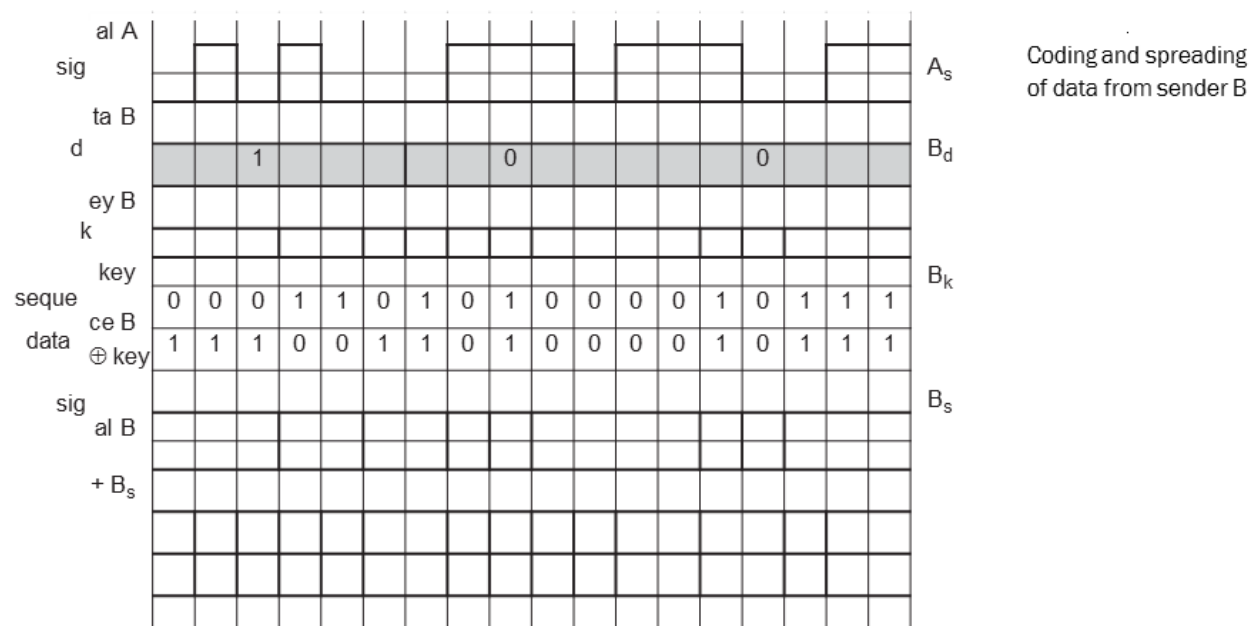 al A
sig
A_s
Coding and spreading
of data from sender B
ta B
d
1 0 0
B_d
ey B
k
key
B_k
seque
0 0 0 1 1 0 1 0 1 0 0 0 0 1 0 1 1 1
ce B
data
⊕ key
1 1 1 0 0 1 1 0 1 0 0 0 0 1 0 1 1 1
sig
B_s
al B
+ B_s